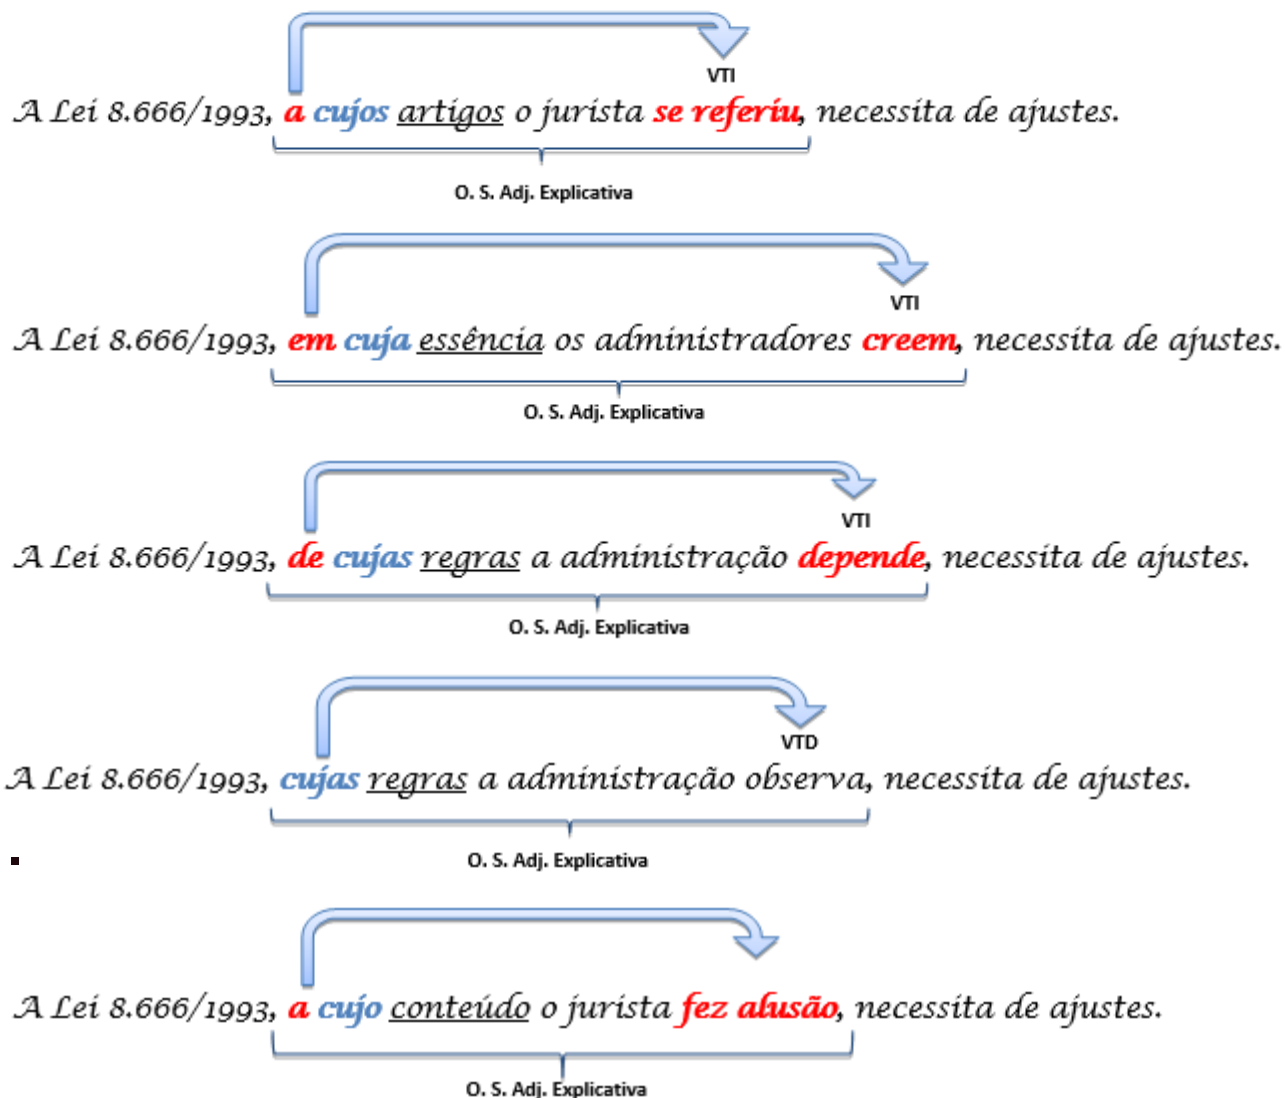 VTI
A Lei 8.666/1993, a cujos artigos o jurista se referiu, necessita de ajustes.
O. S. Adj. Explicativa
VTI
A Lei 8.666/1993, em cuja essência os administradores creem, necessita de ajustes.
O. S. Adj. Explicativa
VTI
A Lei 8.666/1993, de cujas regras a administração depende, necessita de ajustes.
O. S. Adj. Explicativa
VTD
A Lei 8.666/1993, cujas regras a administração observa, necessita de ajustes.
O. S. Adj. Explicativa
A Lei 8.666/1993, a cujo conteúdo o jurista fez alusão, necessita de ajustes.
O. S. Adj. Explicativa